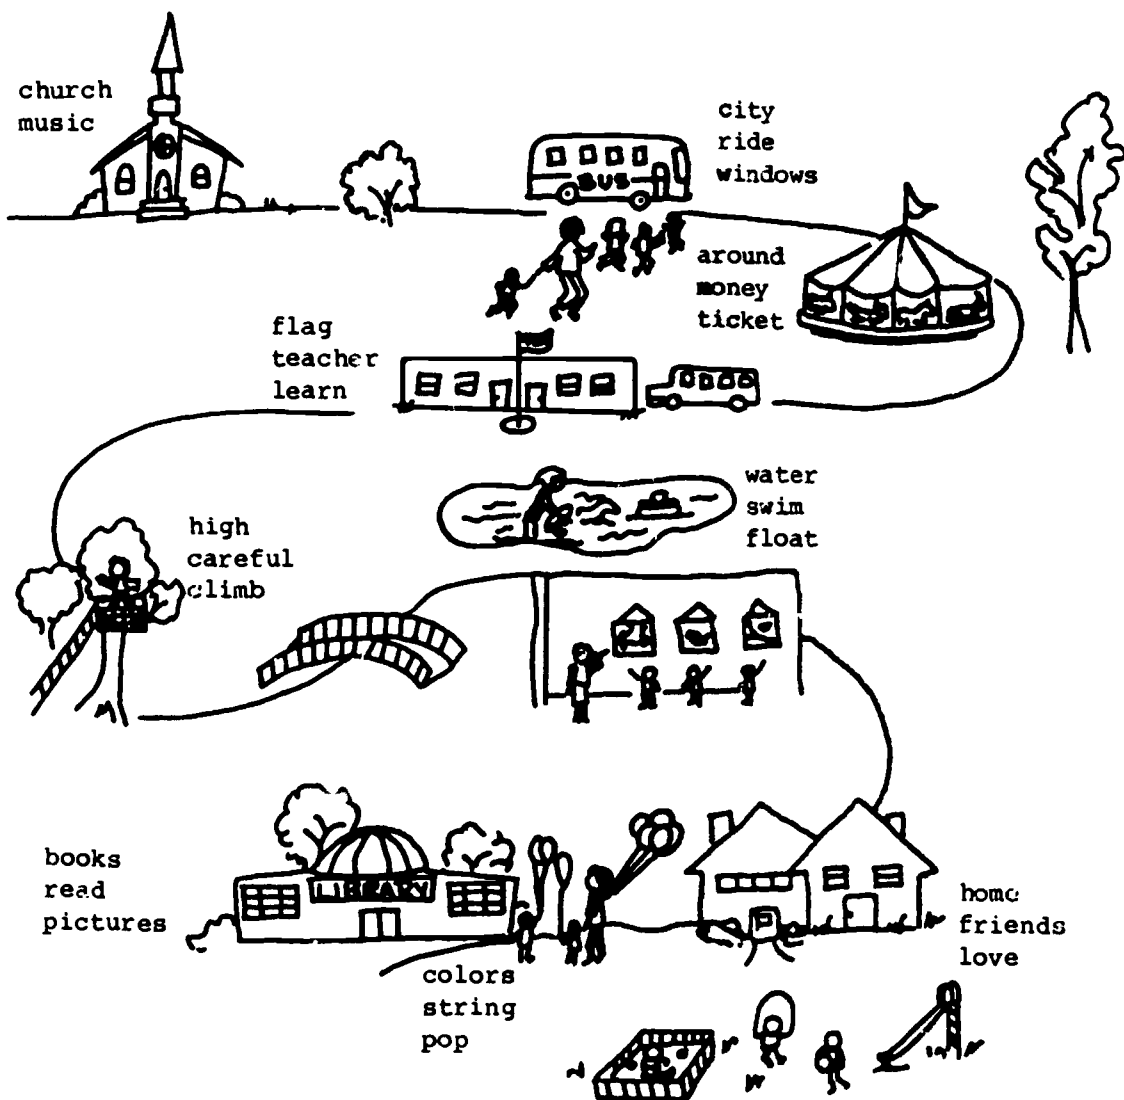 church
music
city
ride
windows
BUS
around
money
ticket
flag
teacher
learn
water
swim
float
high
careful
climb
books
read
pictures
LIBRARY
home
friends
love
colors
string
pop